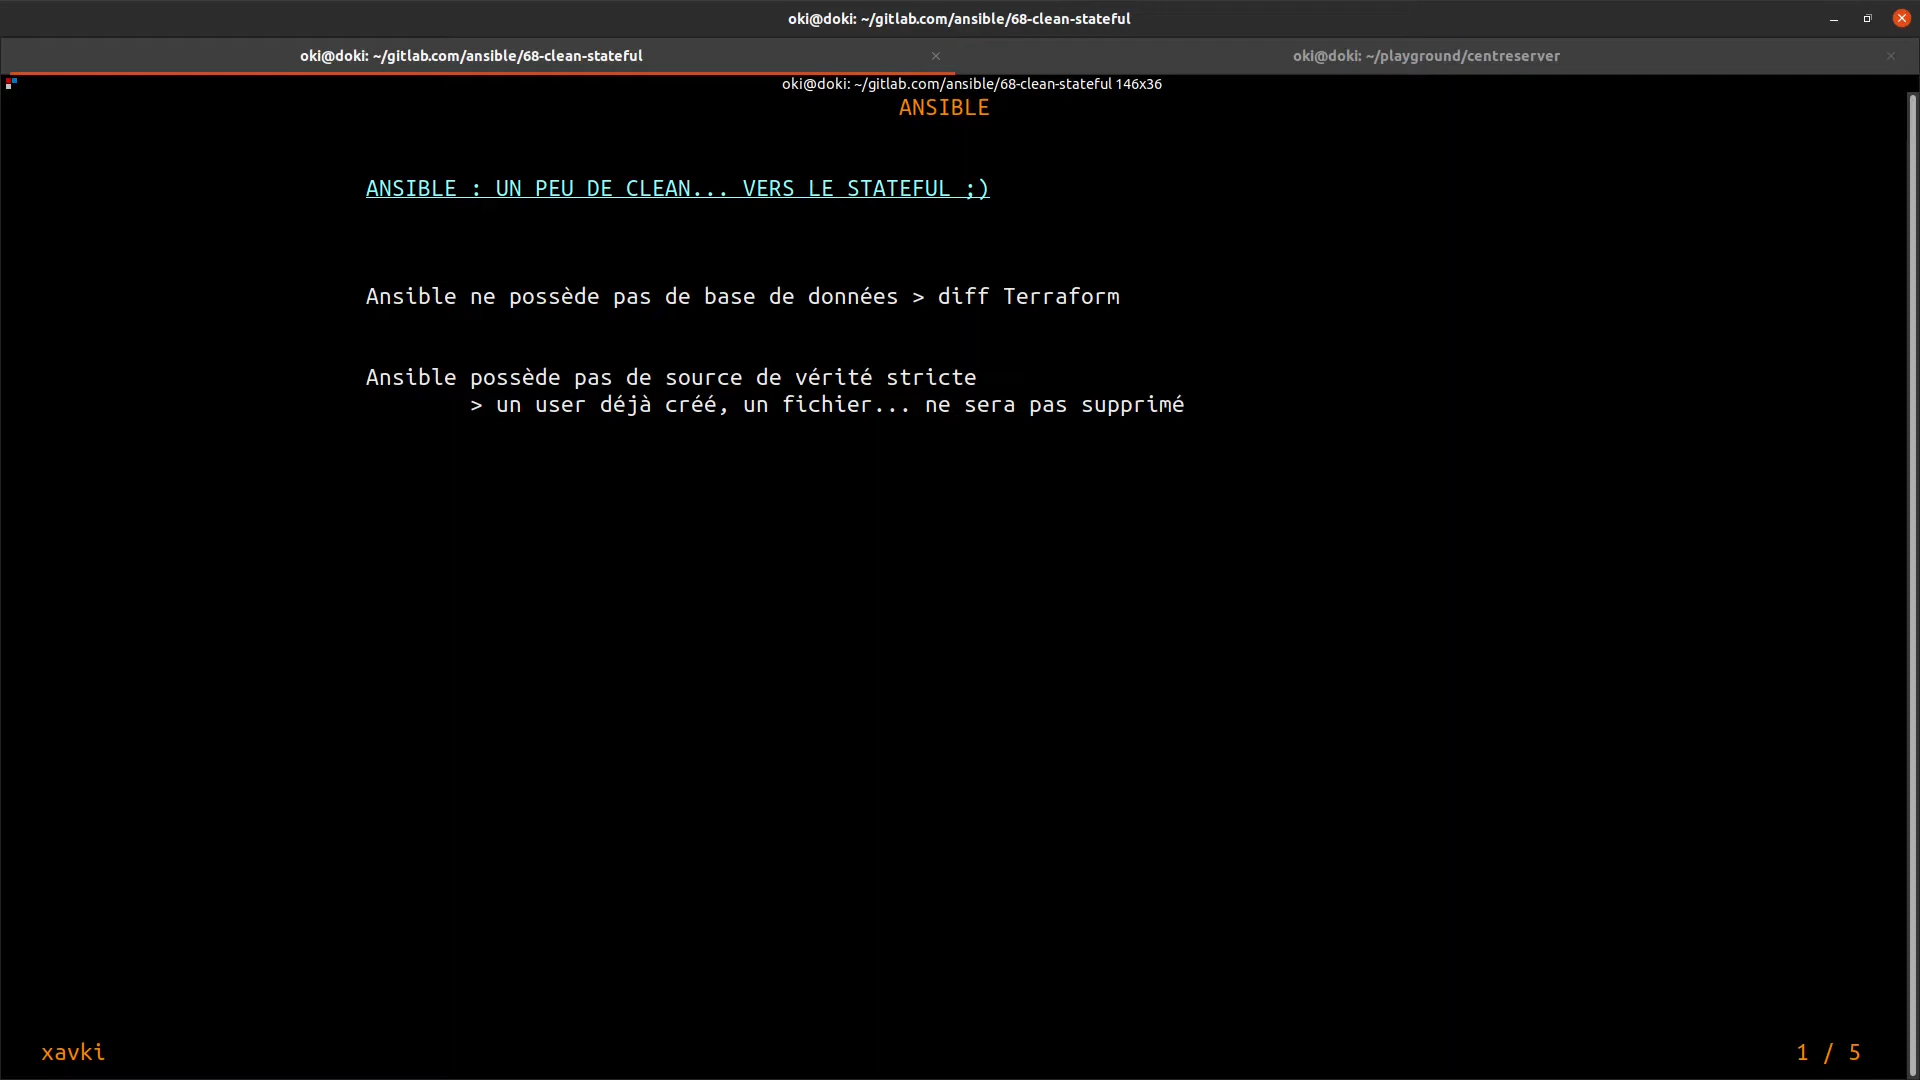 oki@doki: ~/gitlab.com/ansible/68-clean-stateful
oki@doki: ~/gitlab.com/ansible/68-clean-stateful
oki@doki: ~/playground/centreserver
oki@doki: ~/gitlab.com/ansible/68-clean-stateful 146x36
ANSIBLE
ANSIBLE : UN PEU DE CLEAN... VERS LE STATEFUL ;)
Ansible ne possède pas de base de données > diff Terraform
Ansible possède pas de source de vérité stricte
> un user déjà créé, un fichier... ne sera pas supprimé
xavki
1 / 5